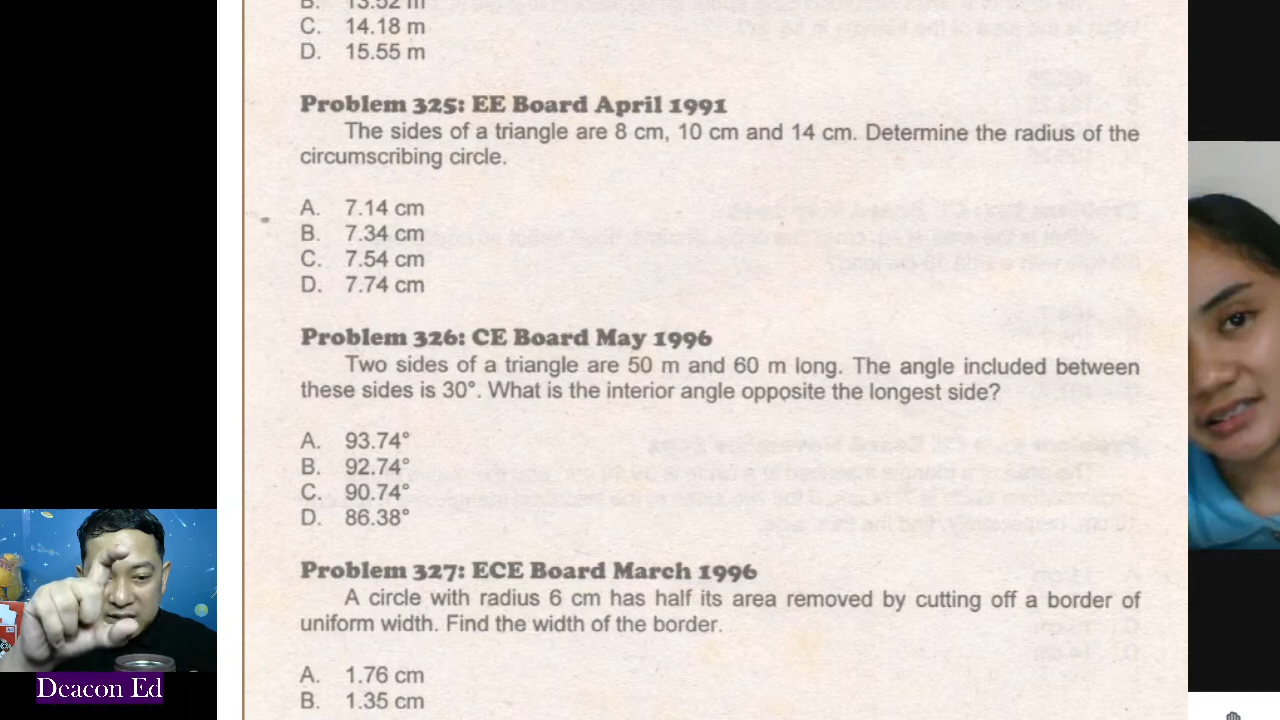 B. 13.52 m
C. 14.18 m
D. 15.55 m
Problem 325: EE Board April 1991
The sides of a triangle are 8 cm, 10 cm and 14 cm. Determine the radius of the
circumscribing circle.
A. 7.14 cm
B. 7.34 cm
C. 7.54 cm
D. 7.74 cm
Problem 326: CE Board May 1996
Two sides of a triangle are 50 m and 60 m long. The angle included between
these sides is 30°. What is the interior angle opposite the longest side?
A. 93.74°
B. 92.74°
C. 90.74°
D. 86.38°
Problem 327: ECE Board March 1996
A circle with radius 6 cm has half its area removed by cutting off a border of
uniform width. Find the width of the border.
A. 1.76 cm
B. 1.35 cm
Deacon Ed